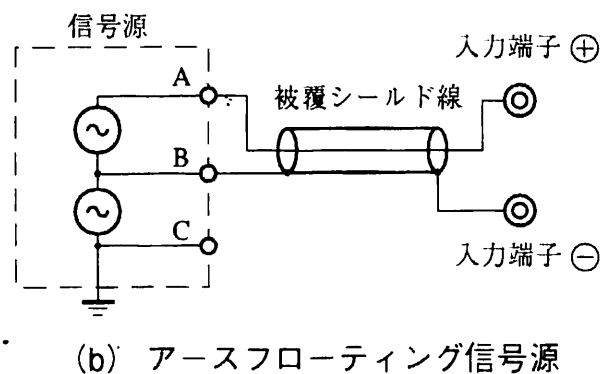 信号源
入力端子 ⊕
A
被覆シールド線
B
C
入力端子 ⊖
(b) アースフローティング信号源